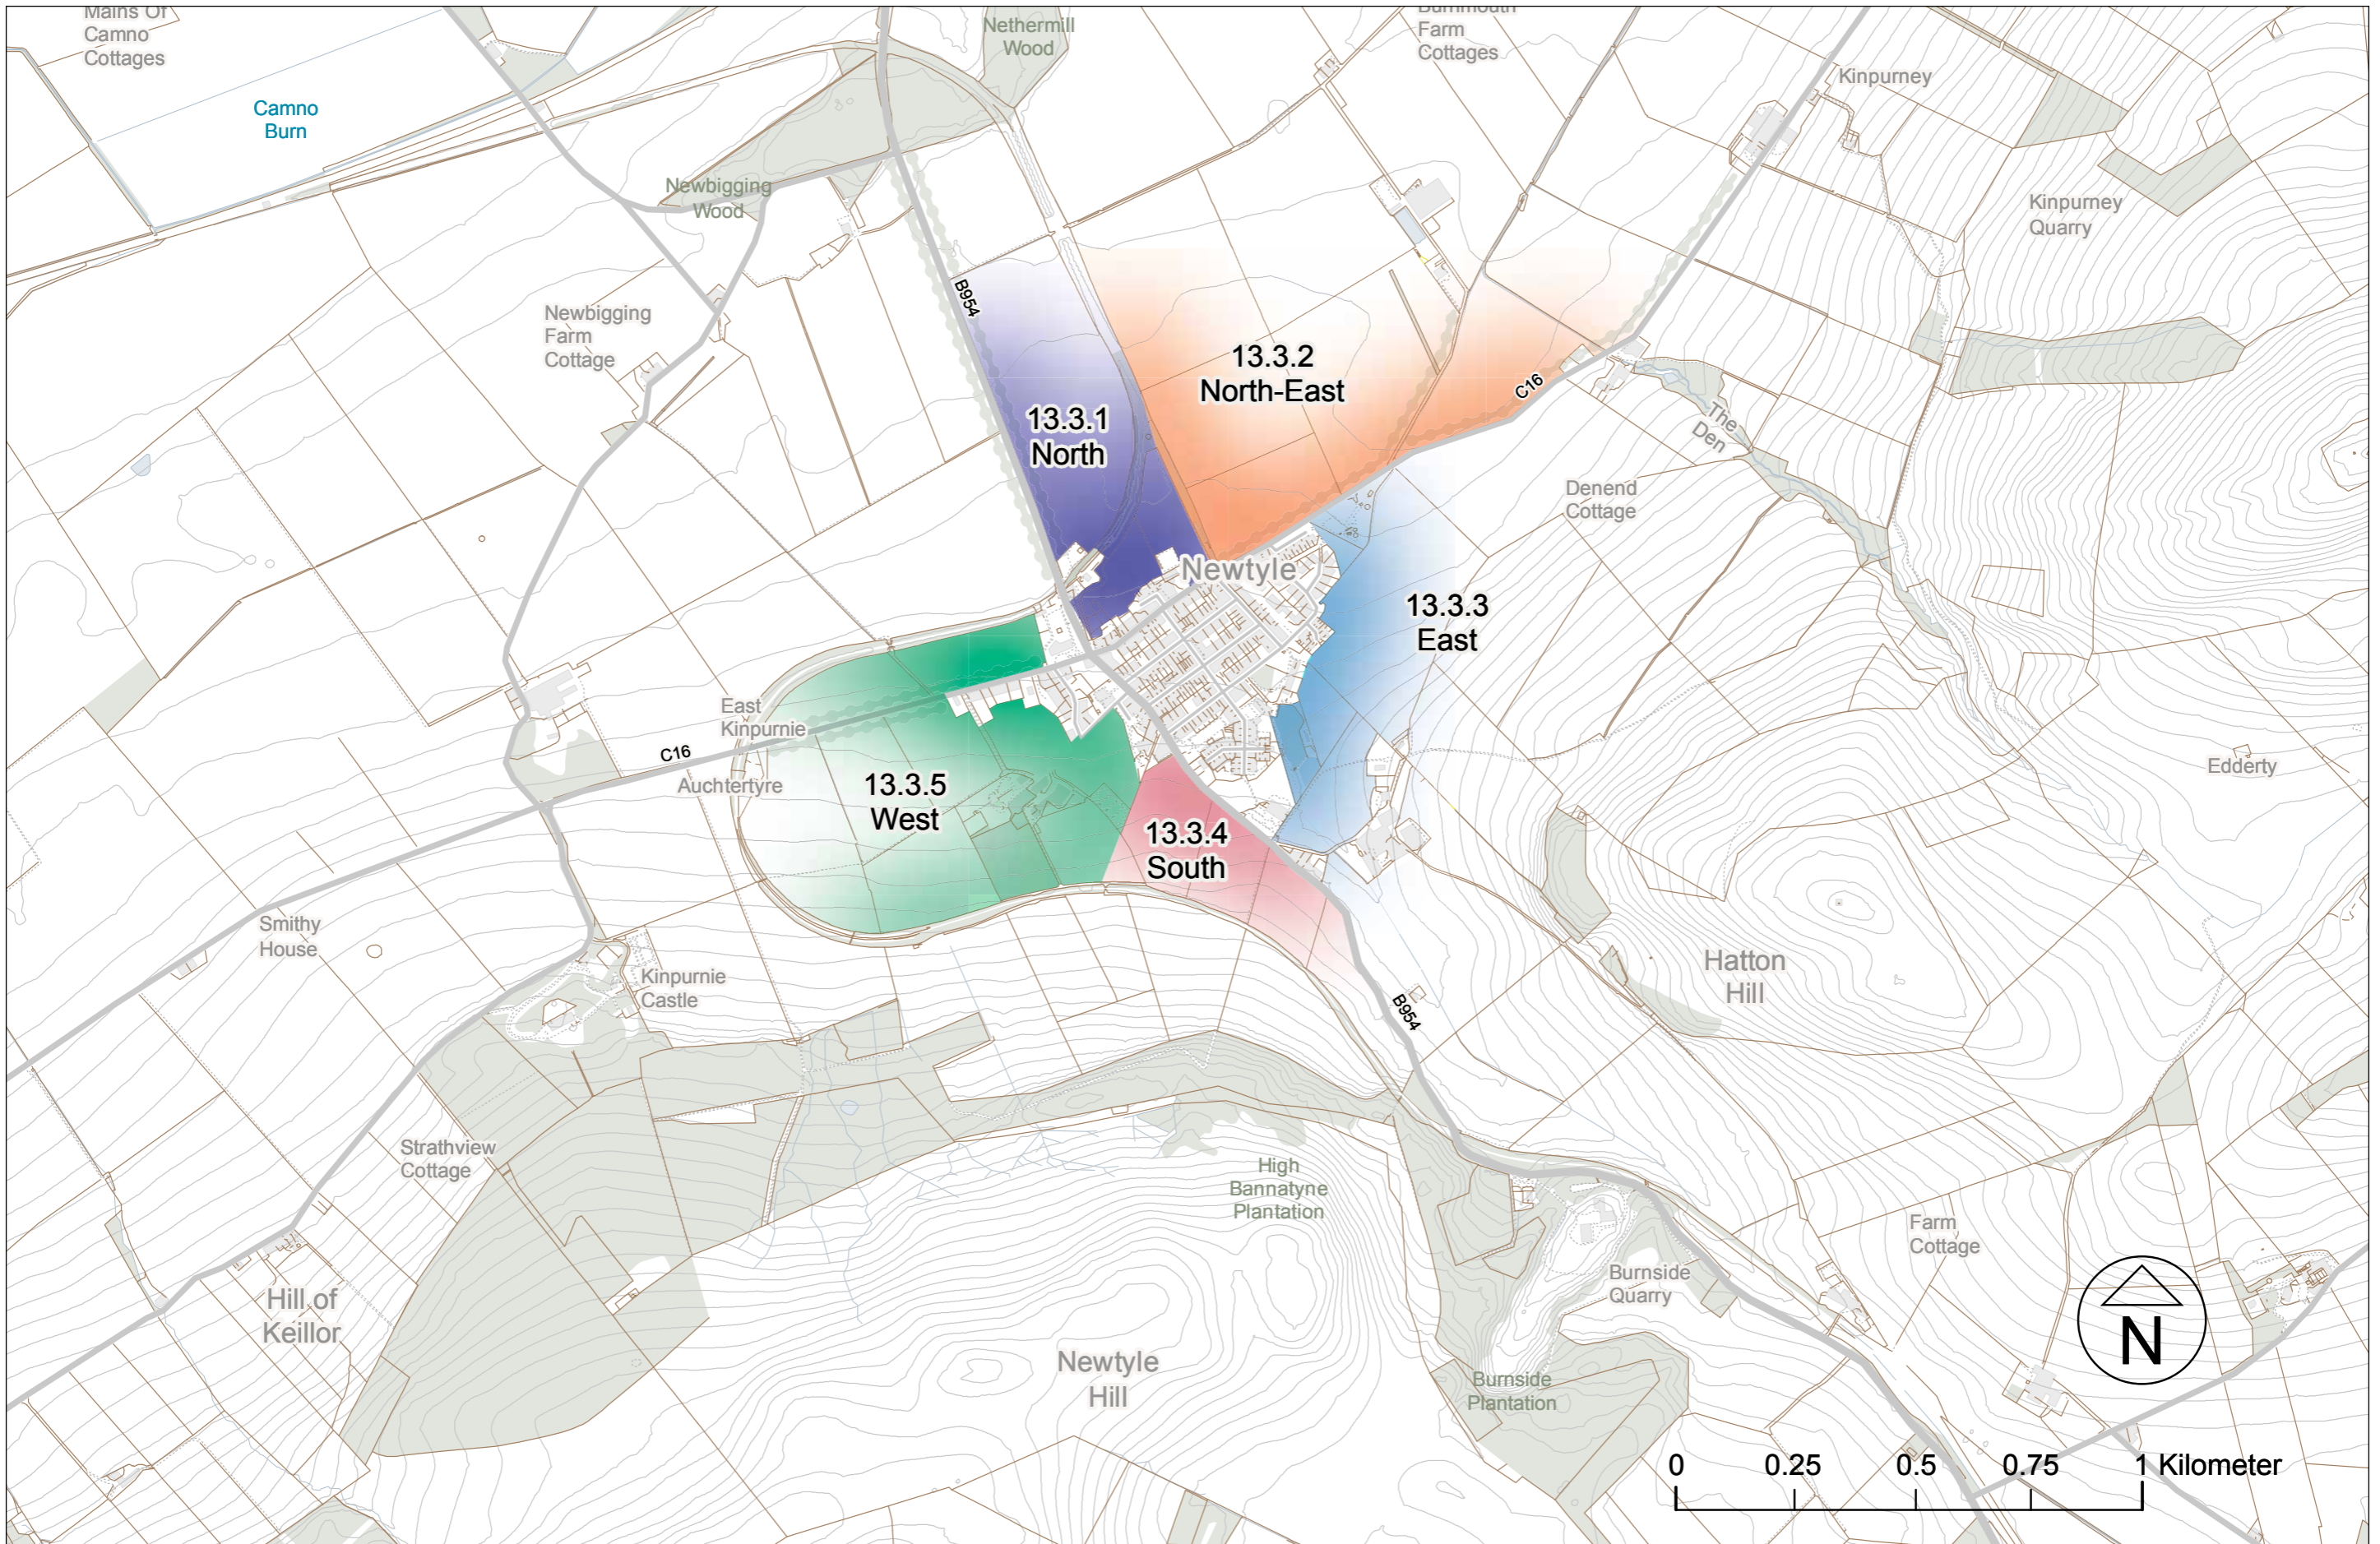 Mains Of
Camno
Cottages
Nethermill
Wood
Burnmouth
Farm
Cottages
Kinpurney
Camno
Burn
Newbigging
Wood
Kinpurney
Quarry
B954
Newbigging
Farm
Cottage
13.3.2
North-East
C16
13.3.1
North
The
Den
Denend
Cottage
Newtyle
13.3.3
East
East
Kinpurnie
C16
Auchtertyre
13.3.5
West
Edderty
13.3.4
South
Smithy
House
Kinpurnie
Castle
Hatton
Hill
B954
Strathview
Cottage
High
Bannatyne
Plantation
Farm
Cottage
Burnside
Quarry
Hill of
Keillor
N
Newtyle
Hill
Burnside
Plantation
0 0.25 0.5 0.75 1 Kilometer